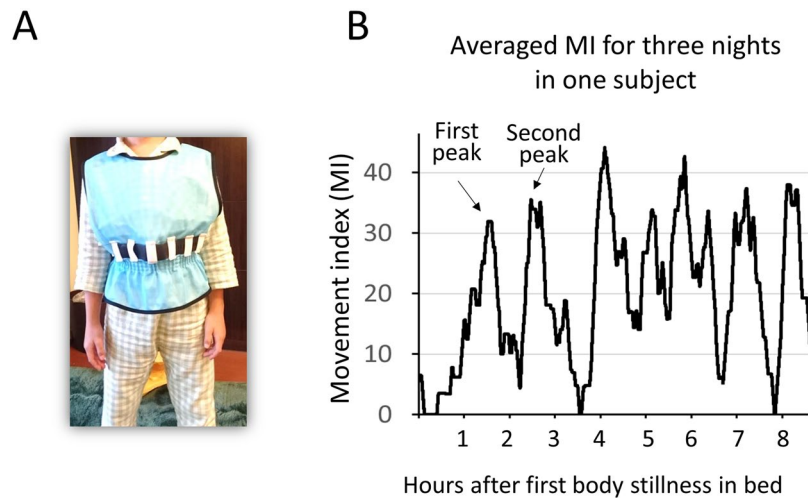 A
B
Averaged MI for three nights
in one subject
First
peak
Second
peak
Movement index (MI)
40
30
20
10
0
1 2 3 4 5 6 7 8
Hours after first body stillness in bed